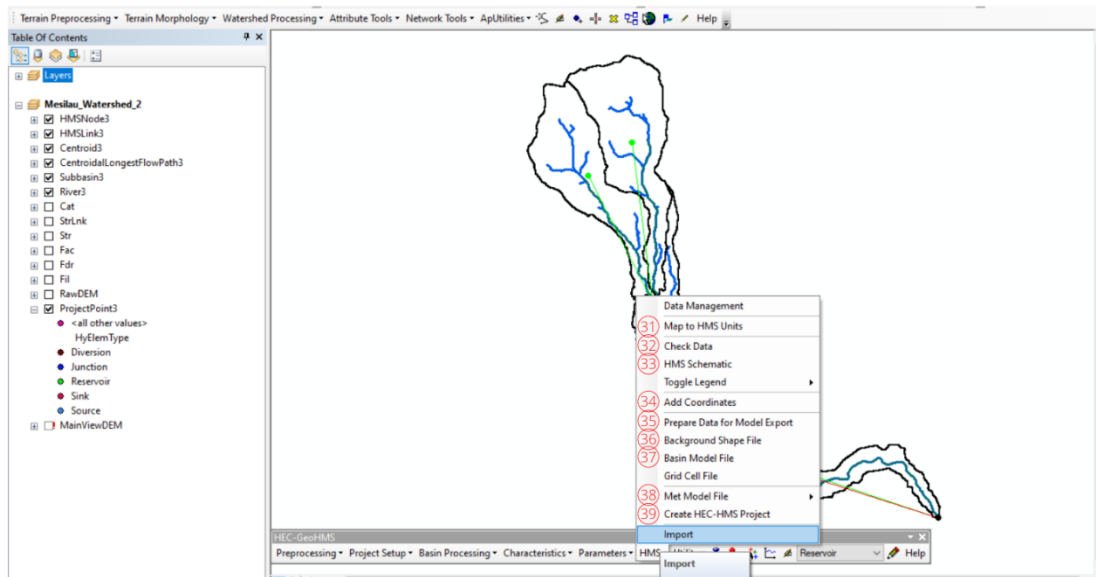 Terrain Preprocessing Terrain Morphology Watershed Processing Attribute Tools Network Tools ApUtilities Help
Table Of Contents
Layers
Mesilau_Watershed_2
HMSNode3
HMSLink3
Centroid3
CentroidalLongestFlowPath3
Subbasin3
River3
Cat
StrLnk
Str
Fac
Fdr
Fil
RawDEM
ProjectPoint3
<all other values>
HyElemType
Diversion
Junction
Reservoir
Sink
Source
MainViewDEM
Data Management
31 Map to HMS Units
32 Check Data
33 HMS Schematic
Toggle Legend
34 Add Coordinates
35 Prepare Data for Model Export
36 Background Shape File
37 Basin Model File
Grid Cell File
38 Met Model File
39 Create HEC-HMS Project
Import
HEC-GeoHMS
Preprocessing Project Setup Basin Processing Characteristics Parameters HMS Reservoir Help
Import